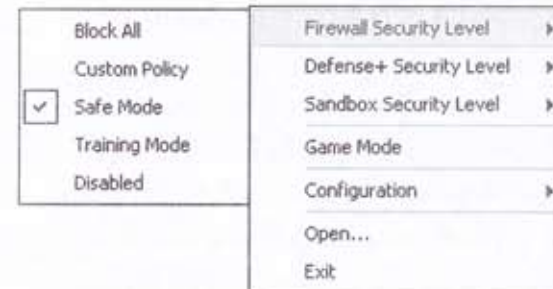 Block All
Custom Policy
Safe Mode
Training Mode
Disabled
Firewall Security Level
Defense+ Security Level
Sandbox Security Level
Game Mode
Configuration
Open...
Exit